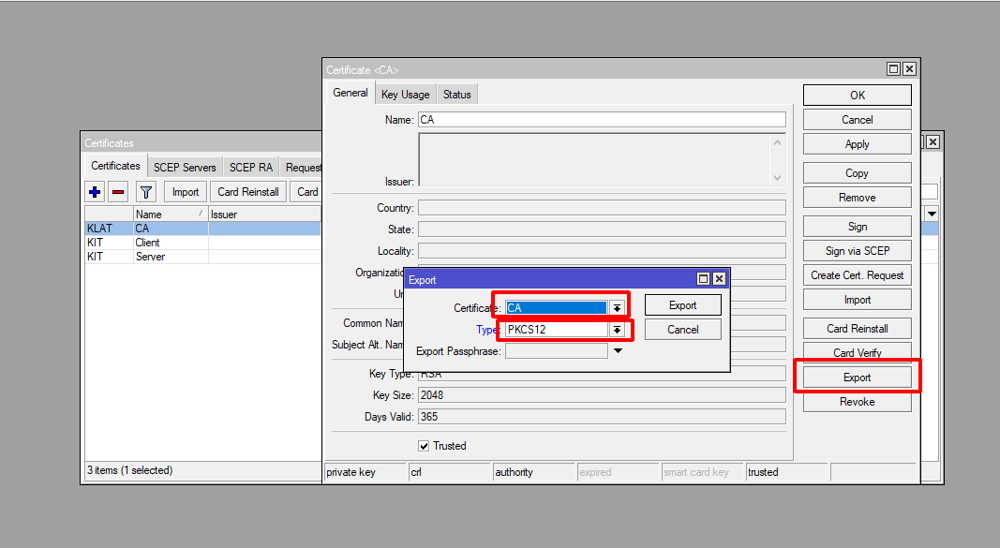 Certificate <CA>
General Key Usage Status
Name: CA
Issuer:
Country:
State:
Locality:
Common
Subject Alt.
Key Type: RSA
Key Size: 2048
Days Valid: 365
Trusted
private key crl authority expired smart card key trusted
OK
Cancel
Apply
Copy
Remove
Sign
Sign via SCEP
Create Cert. Request
Import
Card Reinstall
Card Verify
Export
Revoke
Certificates
Certificates SCEP Servers SCEP RA Request
Import Card Reinstall Card
Name Issuer
KLAT CA
KIT Client
KIT Server
3 items (1 selected)
Export
Certificate: CA
Type: PKCS12
Export Passphrase:
Export
Cancel